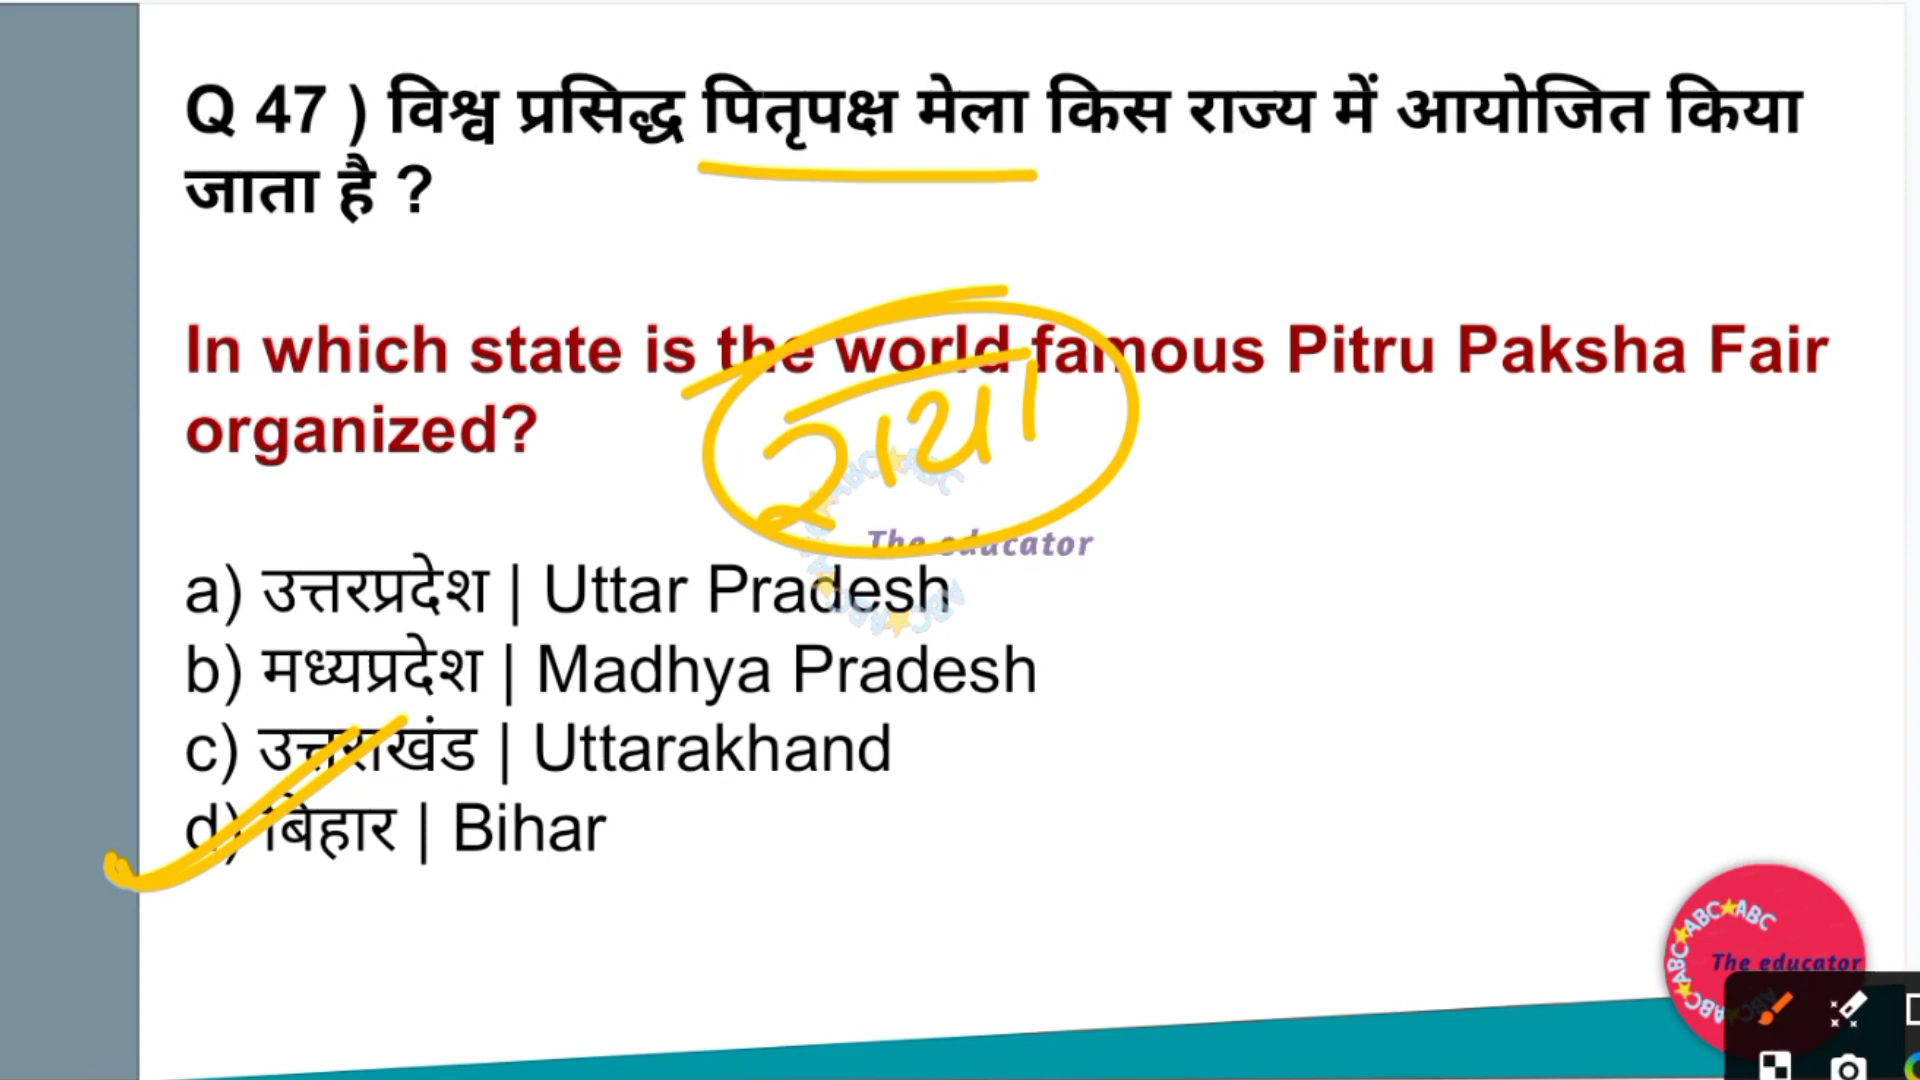 Q 47 ) विश्व प्रसिद्ध पितृपक्ष मेला किस राज्य में आयोजित किया
जाता है ?
In which state is the world famous Pitru Paksha Fair
organized?
गया
The educator
a) उत्तरप्रदेश | Uttar Pradesh
b) मध्यप्रदेश | Madhya Pradesh
c) उत्तराखंड | Uttarakhand
d) बिहार | Bihar
ABC★ABC★ABC
The educator